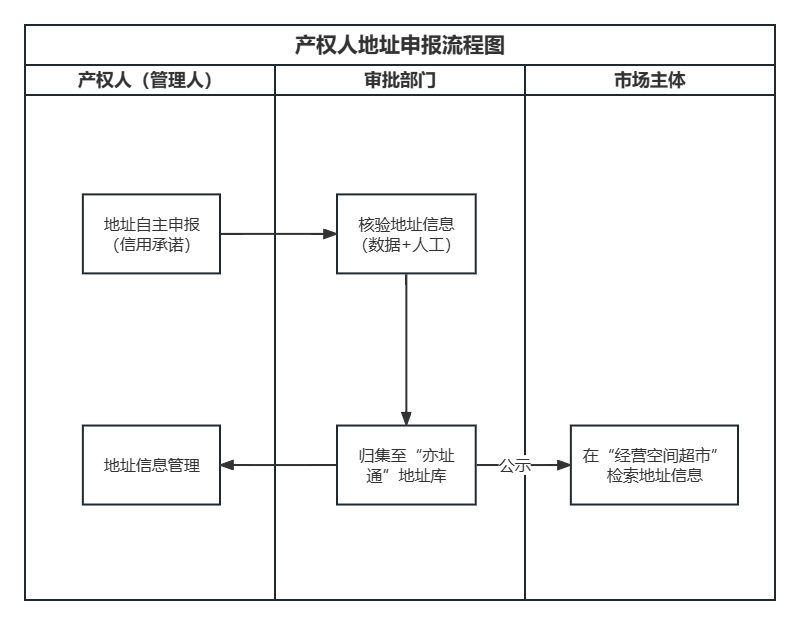 产权人地址申报流程图
产权人（管理人）
审批部门
市场主体
地址自主申报
（信用承诺）
核验地址信息
（数据+人工）
地址信息管理
归集至“亦址
通”地址库
公示
在“经营空间超市”
检索地址信息